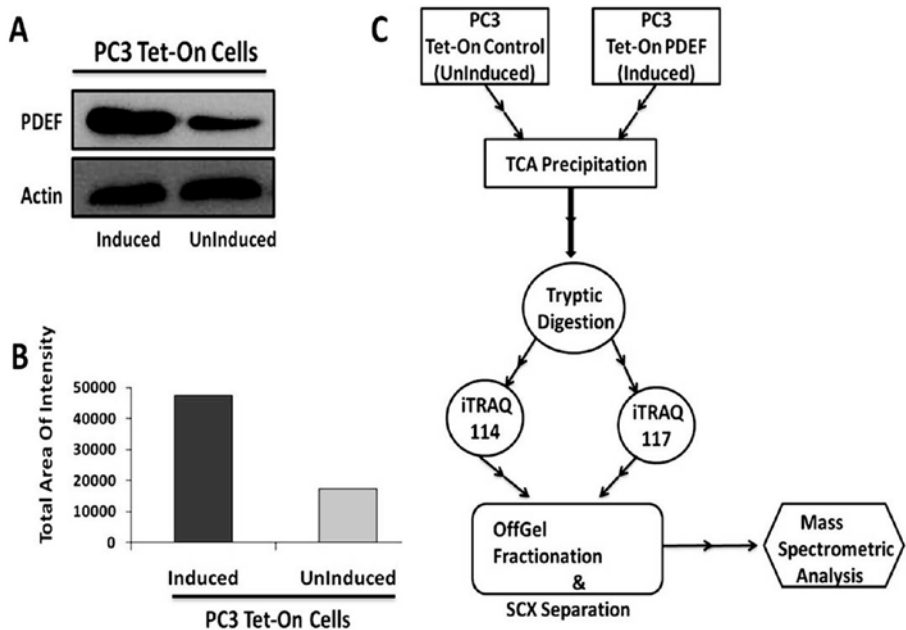 A
PC3 Tet-On Cells
PDEF
Actin
Induced UnInduced
B
Total Area Of Intensity
50000
40000
30000
20000
10000
0
Induced UnInduced
PC3 Tet-On Cells
C
PC3
Tet-On Control
(UnInduced)
PC3
Tet-On PDEF
(Induced)
TCA Precipitation
Tryptic
Digestion
iTRAQ
114
iTRAQ
117
OffGel
Fractionation
&
SCX Separation
Mass
Spectrometric
Analysis